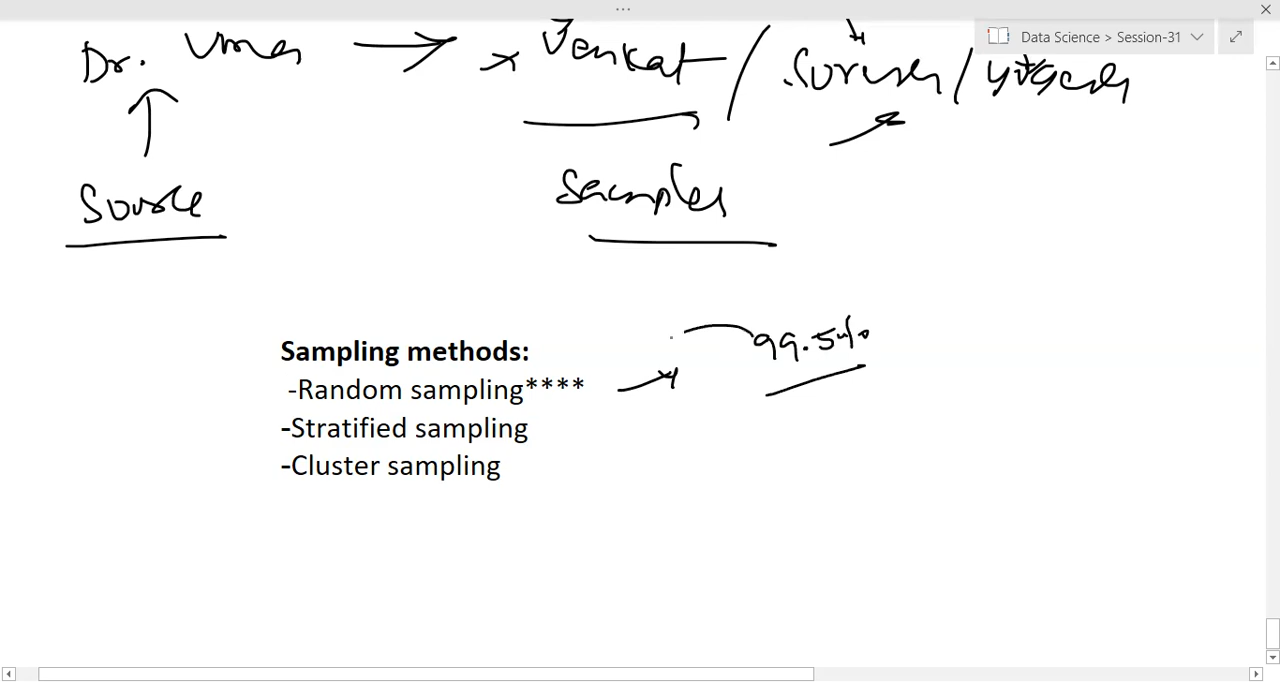 Data Science > Session-31
Dr. Uma → Venkat / Suresh /
Source
Samples
99.5%
Sampling methods:
-Random sampling****
-Stratified sampling
-Cluster sampling